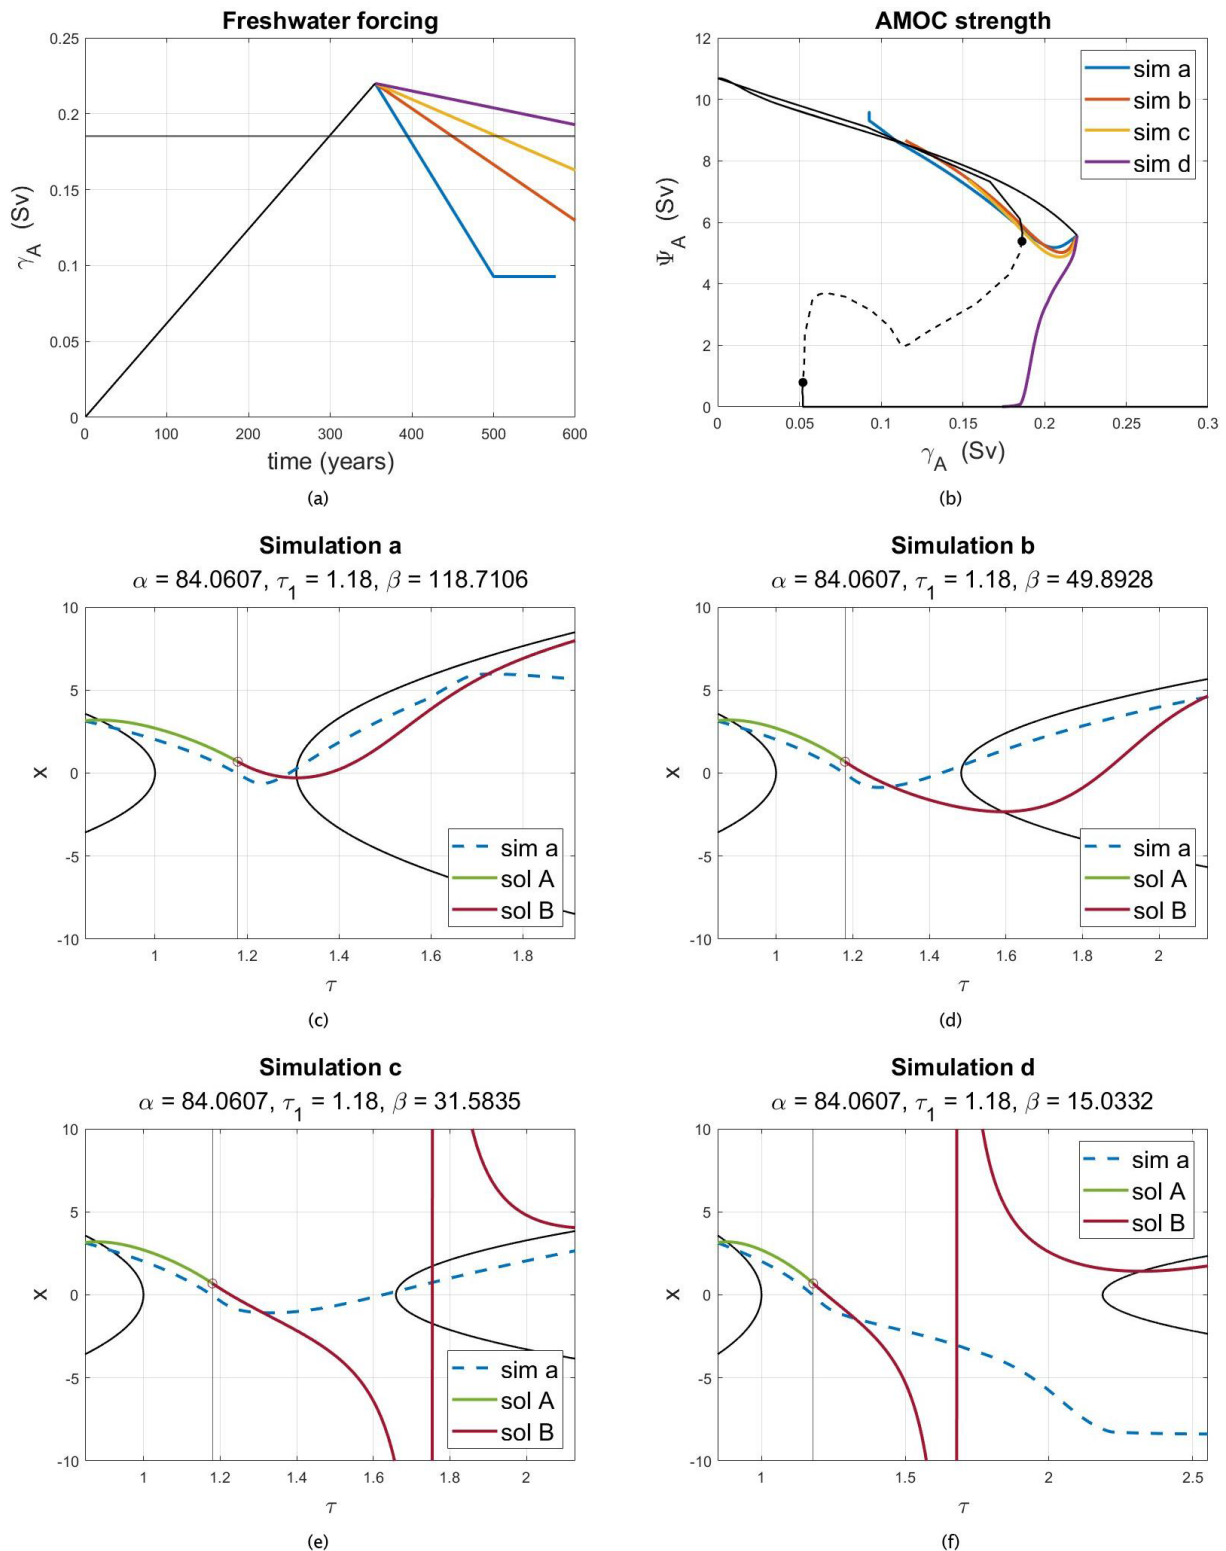 Freshwater forcing
0.25
0.2
0.15
0.1
0.05
0
γA (Sv)
0 100 200 300 400 500 600
time (years)
(a)
AMOC strength
12
10
8
6
4
2
0
ΨA (Sv)
sim a
sim b
sim c
sim d
0 0.05 0.1 0.15 0.2 0.25 0.3
γA (Sv)
(b)
Simulation a
α = 84.0607, τ1 = 1.18, β = 118.7106
10
5
0
-5
-10
x
sim a
sol A
sol B
1 1.2 1.4 1.6 1.8
τ
(c)
Simulation b
α = 84.0607, τ1 = 1.18, β = 49.8928
10
5
0
-5
-10
x
sim a
sol A
sol B
1 1.2 1.4 1.6 1.8 2
τ
(d)
Simulation c
α = 84.0607, τ1 = 1.18, β = 31.5835
10
5
0
-5
-10
x
sim a
sol A
sol B
1 1.2 1.4 1.6 1.8 2
τ
(e)
Simulation d
α = 84.0607, τ1 = 1.18, β = 15.0332
10
5
0
-5
-10
x
sim a
sol A
sol B
1 1.5 2 2.5
τ
(f)